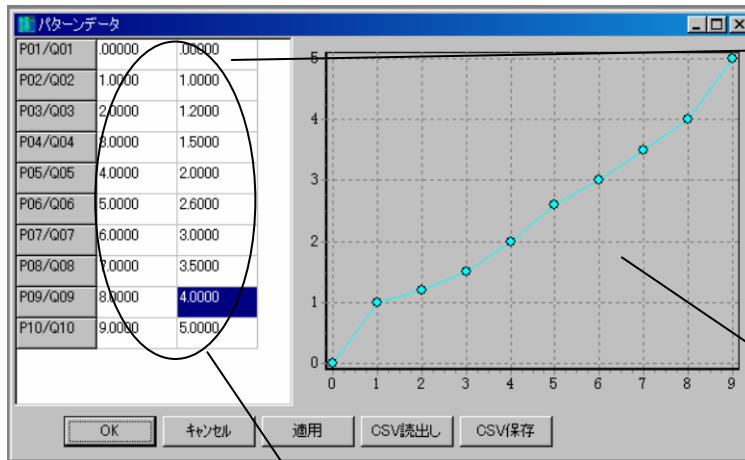 パターンデータ
P01/Q01 .00000 .00000
P02/Q02 1.0000 1.0000
P03/Q03 2.0000 1.2000
P04/Q04 3.0000 1.5000
P05/Q05 4.0000 2.0000
P06/Q06 5.0000 2.6000
P07/Q07 6.0000 3.0000
P08/Q08 7.0000 3.5000
P09/Q09 8.0000 4.0000
P10/Q10 9.0000 5.0000
5
4
3
2
1
0
0 1 2 3 4 5 6 7 8 9
OK キャンセル 適用 CSV読出し CSV保存